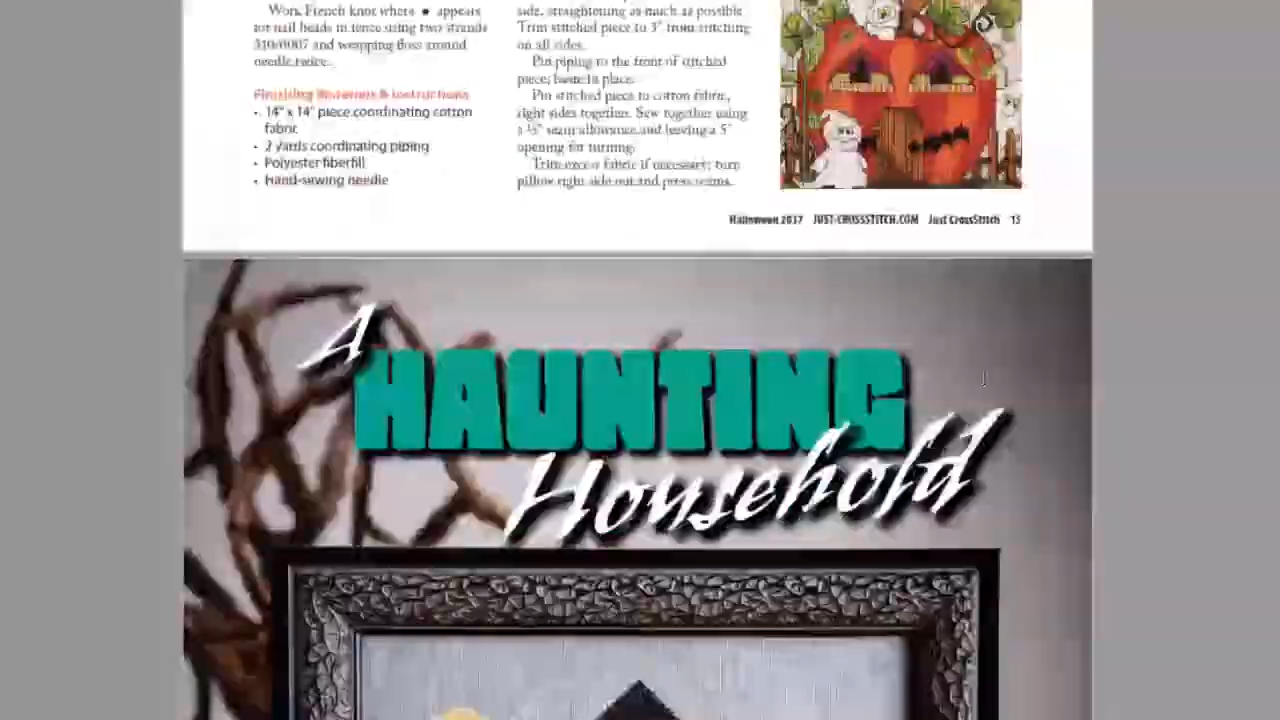 Work French knot where ● appears
for nail heads in fence using two strands
310/0007 and wrapping floss around
needle twice.
Finishing Materials & Instructions
• 14" x 14" piece coordinating cotton
fabric
• 2 yards coordinating piping
• Polyester fiberfill
• Hand-sewing needle
side, straightening as much as possible
Trim stitched piece to 3" from stitching
on all sides.
Pin piping to the front of stitched
piece; baste in place.
Pin stitched piece to cotton fabric,
right sides together. Sew together using
a ½" seam allowance and leaving a 5"
opening for turning.
Trim excess fabric if necessary; turn
pillow right side out and press seams.
Halloween 2017 JUST-CROSSSTITCH.COM Just CrossStitch 15
A
HAUNTING
Household